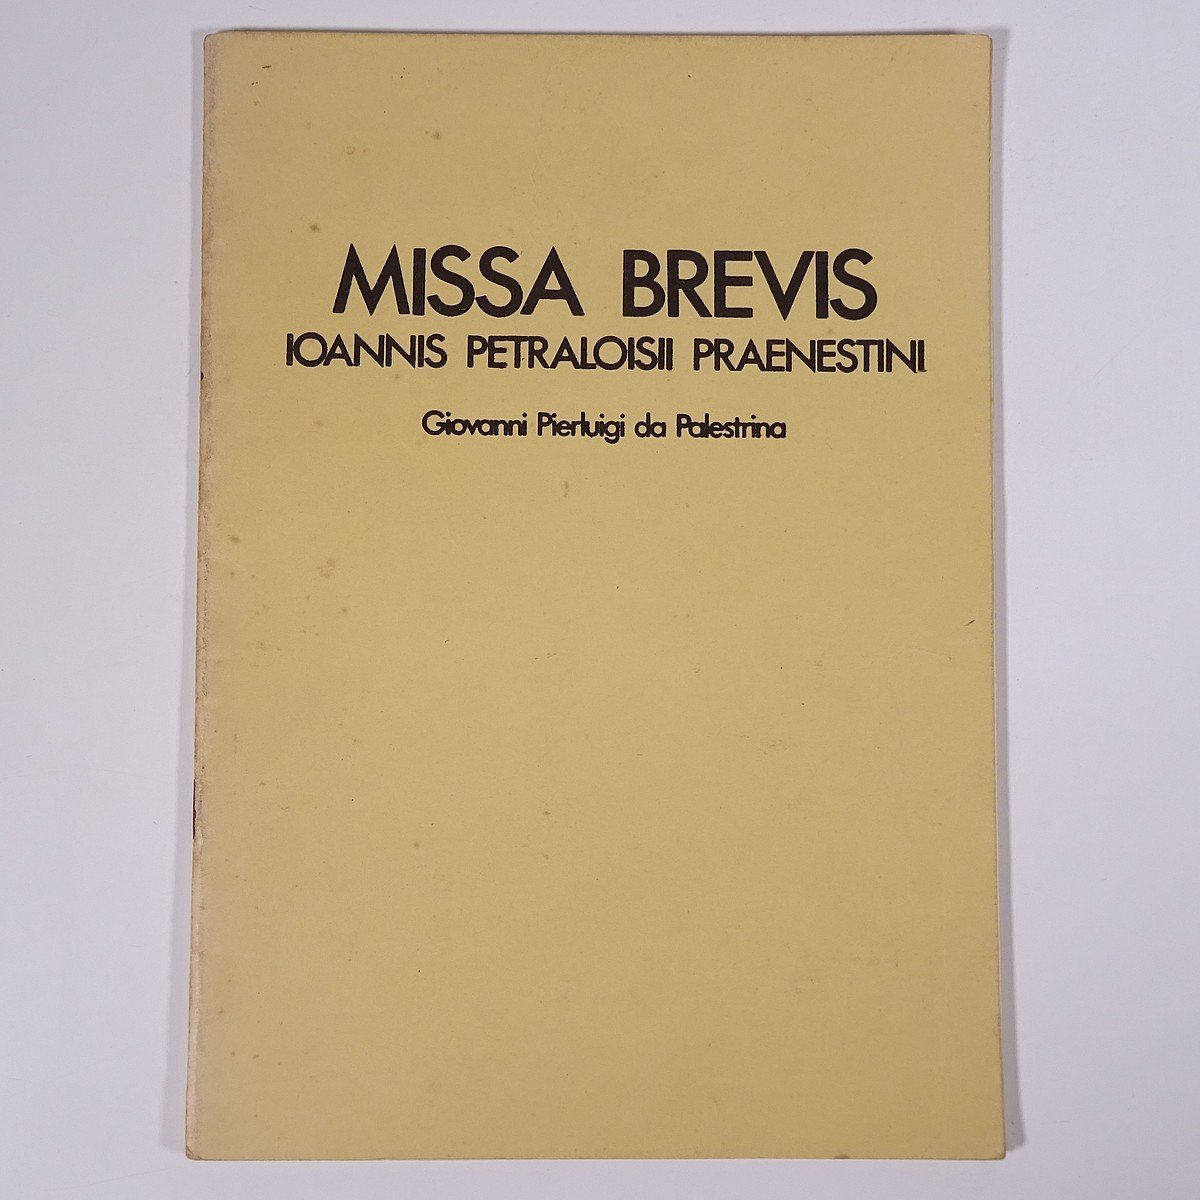 MISSA BREVIS
IOANNIS PETRALOISII PRAENESTINI
Giovanni Pierluigi da Palestrina